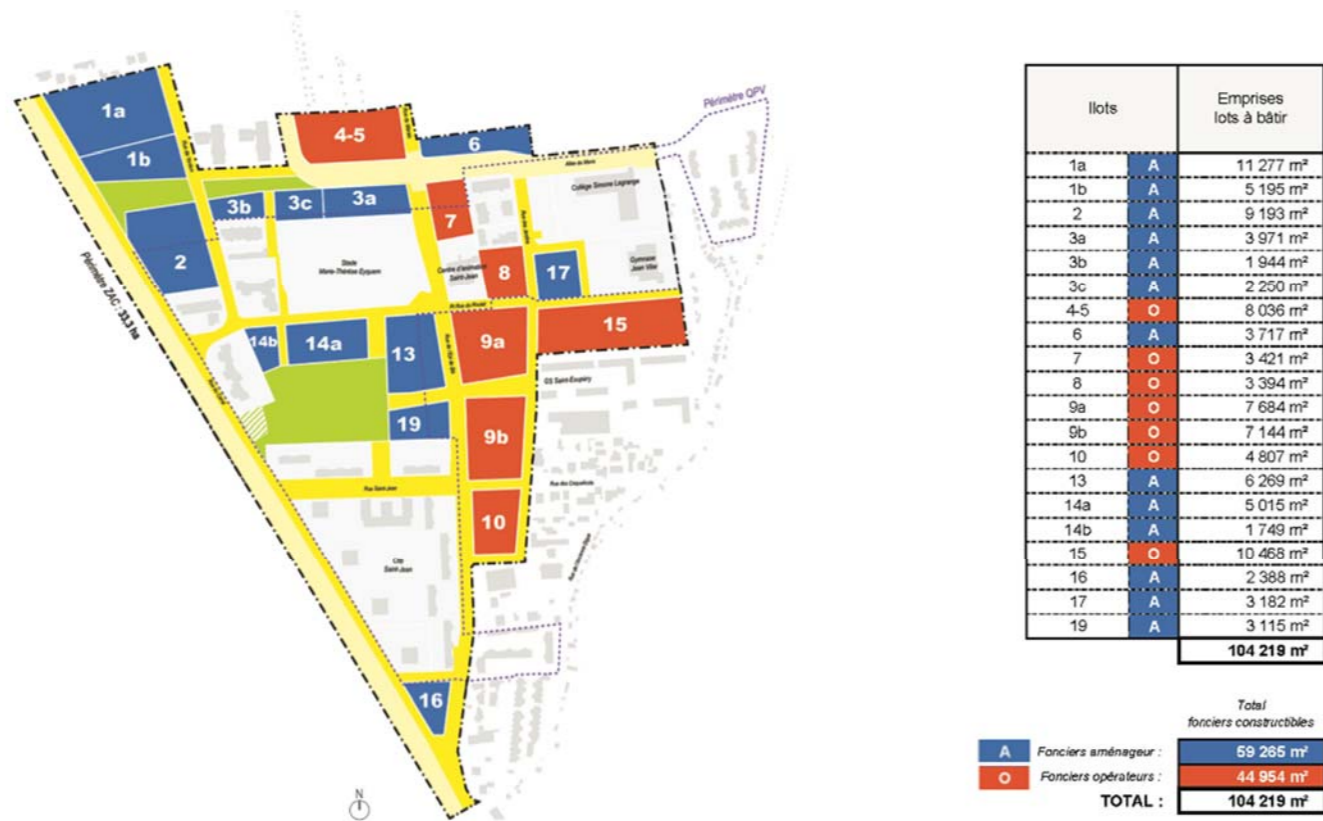 1a
1b
2
3b
3c
3a
4-5
6
7
8
17
15
9a
13
14b
14a
19
9b
10
16
Périmètre QPV
Périmètre ZAC : 33,3 ha
Collège Simone Lagrange
Gymnase
Jean Vilar
Stade
Marie-Thérèse Eyquem
Centre d'animation
Saint-Jean
GS Saint-Exupéry
Rue Saint-Jean
Cité
Saint-Jean
N
Ilots
Emprises
lots à bâtir
1a A 11 277 m²
1b A 5 195 m²
2 A 9 193 m²
3a A 3 971 m²
3b A 1 944 m²
3c A 2 250 m²
4-5 O 8 036 m²
6 A 3 717 m²
7 O 3 421 m²
8 O 3 394 m²
9a O 7 684 m²
9b O 7 144 m²
10 O 4 807 m²
13 A 6 269 m²
14a A 5 015 m²
14b A 1 749 m²
15 O 10 468 m²
16 A 2 388 m²
17 A 3 182 m²
19 A 3 115 m²
104 219 m²
Total
fonciers constructibles
A Fonciers aménageur : 59 265 m²
O Fonciers opérateurs : 44 954 m²
TOTAL : 104 219 m²